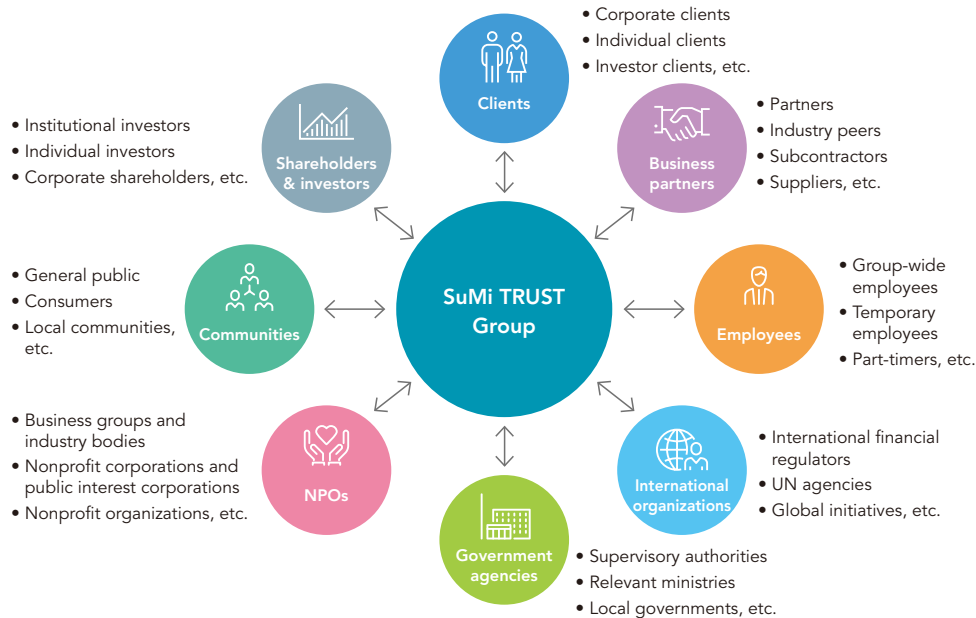 • Corporate clients
• Individual clients
• Investor clients, etc.
Clients
• Partners
• Industry peers
• Subcontractors
• Suppliers, etc.
Business
partners
• Institutional investors
• Individual investors
• Corporate shareholders, etc.
Shareholders
& investors
• General public
• Consumers
• Local communities,
etc.
Communities
SuMi TRUST
Group
Employees
• Group-wide
employees
• Temporary
employees
• Part-timers, etc.
• Business groups and
industry bodies
• Nonprofit corporations and
public interest corporations
• Nonprofit organizations, etc.
NPOs
International
organizations
• International financial
regulators
• UN agencies
• Global initiatives, etc.
Government
agencies
• Supervisory authorities
• Relevant ministries
• Local governments, etc.